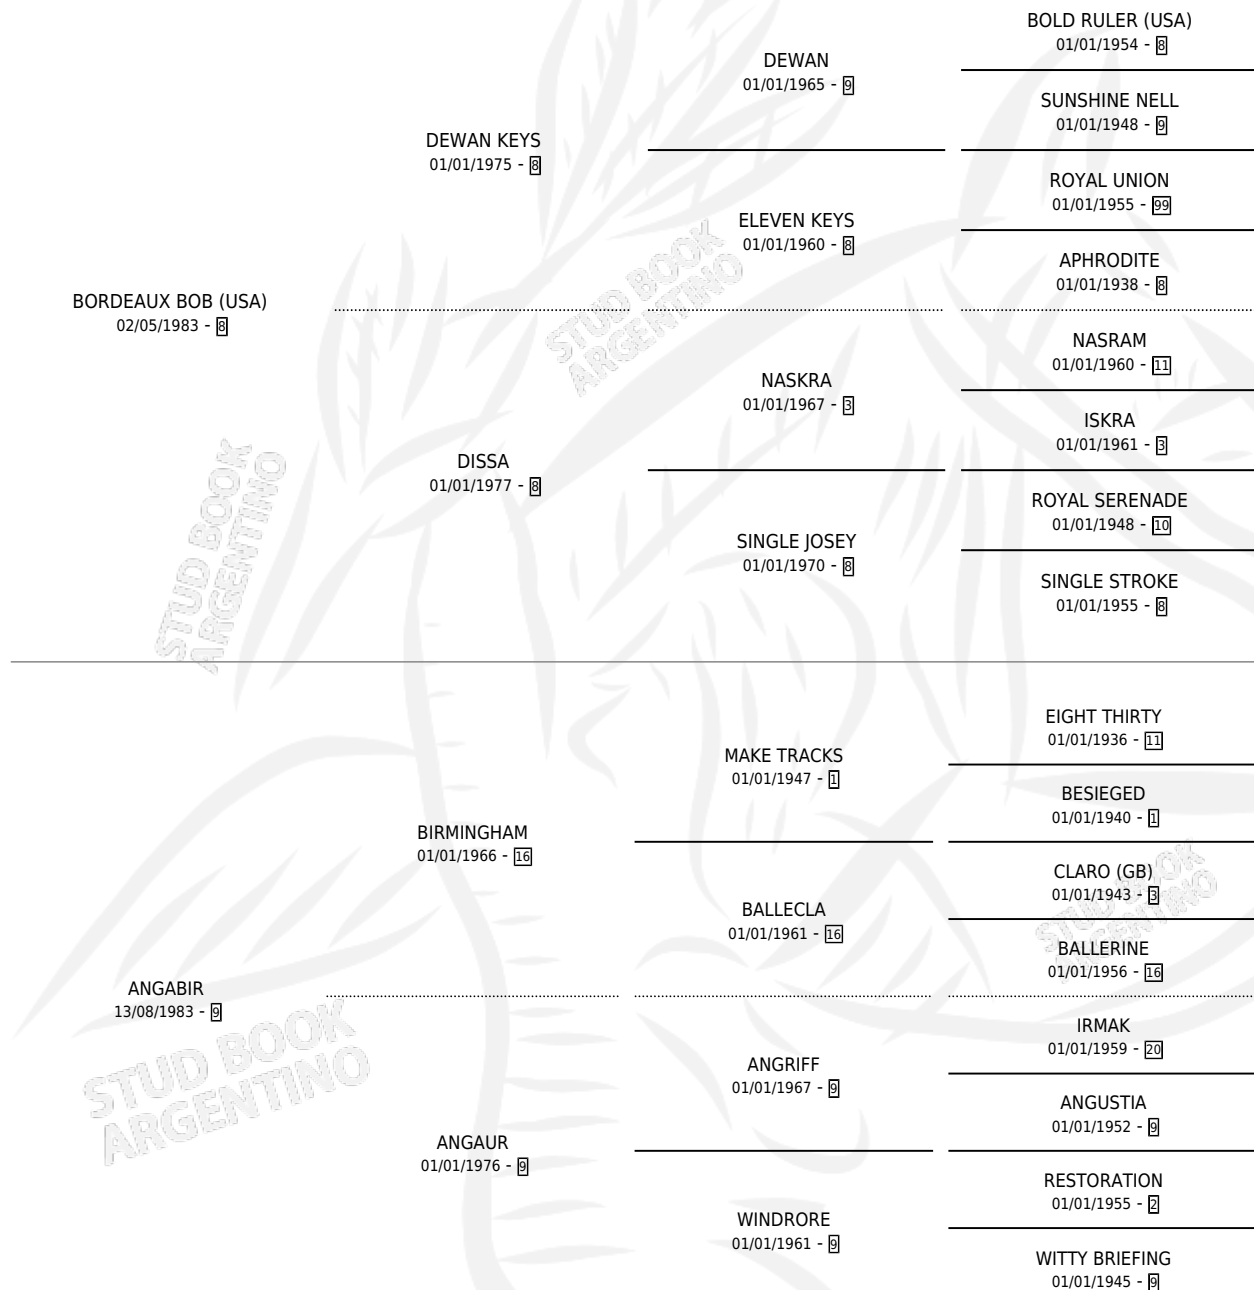 BOLD RULER (USA)
01/01/1954 - 8
DEWAN
01/01/1965 - 9
SUNSHINE NELL
01/01/1948 - 9
DEWAN KEYS
01/01/1975 - 8
ROYAL UNION
01/01/1955 - 99
ELEVEN KEYS
01/01/1960 - 8
APHRODITE
01/01/1938 - 8
BORDEAUX BOB (USA)
02/05/1983 - 8
NASRAM
01/01/1960 - 11
NASKRA
01/01/1967 - 3
ISKRA
01/01/1961 - 3
DISSA
01/01/1977 - 8
ROYAL SERENADE
01/01/1948 - 10
SINGLE JOSEY
01/01/1970 - 8
SINGLE STROKE
01/01/1955 - 8
STUD BOOK
ARGENTINO
STUD BOOK
ARGENTINO
EIGHT THIRTY
01/01/1936 - 11
MAKE TRACKS
01/01/1947 - 1
BESIEGED
01/01/1940 - 1
BIRMINGHAM
01/01/1966 - 16
CLARO (GB)
01/01/1943 - 3
BALLECLA
01/01/1961 - 16
BALLERINE
01/01/1956 - 16
STUD BOOK
ARGENTINO
ANGABIR
13/08/1983 - 9
IRMAK
01/01/1959 - 20
ANGRIFF
01/01/1967 - 9
ANGUSTIA
01/01/1952 - 9
STUD BOOK
ARGENTINO
ANGAUR
01/01/1976 - 9
RESTORATION
01/01/1955 - 2
WINDRORE
01/01/1961 - 9
WITTY BRIEFING
01/01/1945 - 9